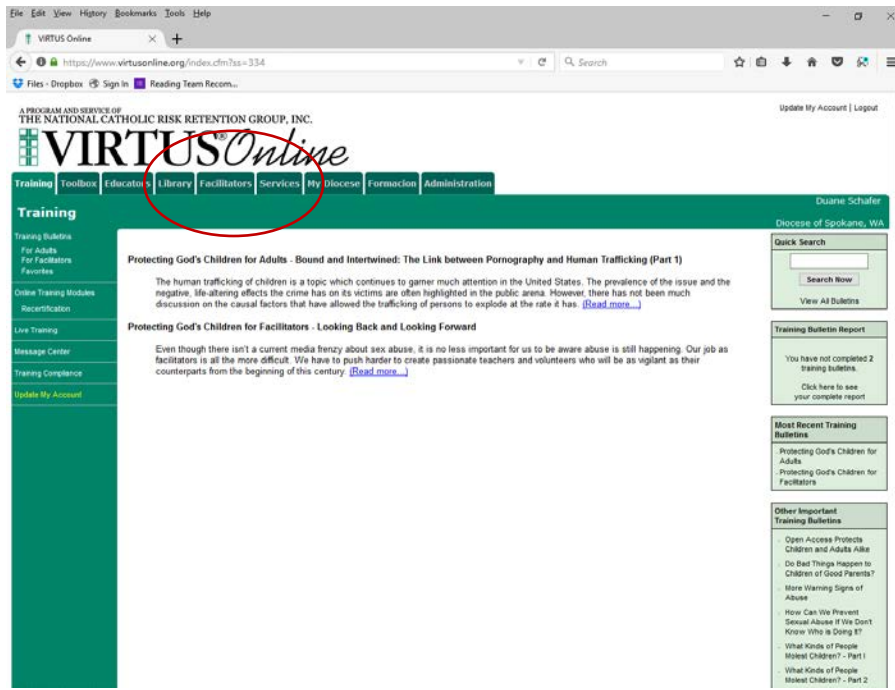 File Edit View History Bookmarks Tools Help
VIRTUS Online
https://www.virtusonline.org/index.cfm?ss=334
Search
Files - Dropbox Sign In Reading Team Recom...
Update My Account | Logout
A PROGRAM AND SERVICE OF
THE NATIONAL CATHOLIC RISK RETENTION GROUP, INC.
VIRTUS® Online
Training Toolbox Educators Library Facilitators Services My Diocese Formacion Administration
Duane Schafer
Training
Diocese of Spokane, WA
Training Bulletins
For Adults
For Facilitators
Favorites
Online Training Modules
Recertification
Live Training
Message Center
Training Compliance
Update My Account
Protecting God's Children for Adults - Bound and Intertwined: The Link between Pornography and Human Trafficking (Part 1)
The human trafficking of children is a topic which continues to garner much attention in the United States. The prevalence of the issue and the
negative, life-altering effects the crime has on its victims are often highlighted in the public arena. However, there has not been much
discussion on the causal factors that have allowed the trafficking of persons to explode at the rate it has. (Read more...)
Protecting God's Children for Facilitators - Looking Back and Looking Forward
Even though there isn't a current media frenzy about sex abuse, it is no less important for us to be aware abuse is still happening. Our job as
facilitators is all the more difficult. We have to push harder to create passionate teachers and volunteers who will be as vigilant as their
counterparts from the beginning of this century. (Read more...)
Quick Search
Search Now
View All Bulletins
Training Bulletin Report
You have not completed 2
training bulletins.
Click here to see
your complete report
Most Recent Training
Bulletins
- Protecting God's Children for
Adults
- Protecting God's Children for
Facilitators
Other Important
Training Bulletins
- Open Access Protects
Children and Adults Alike
- Do Bad Things Happen to
Children of Good Parents?
- More Warning Signs of
Abuse
- How Can We Prevent
Sexual Abuse If We Don't
Know Who is Doing It?
- What Kinds of People
Molest Children? - Part I
- What Kinds of People
Molest Children? - Part 2